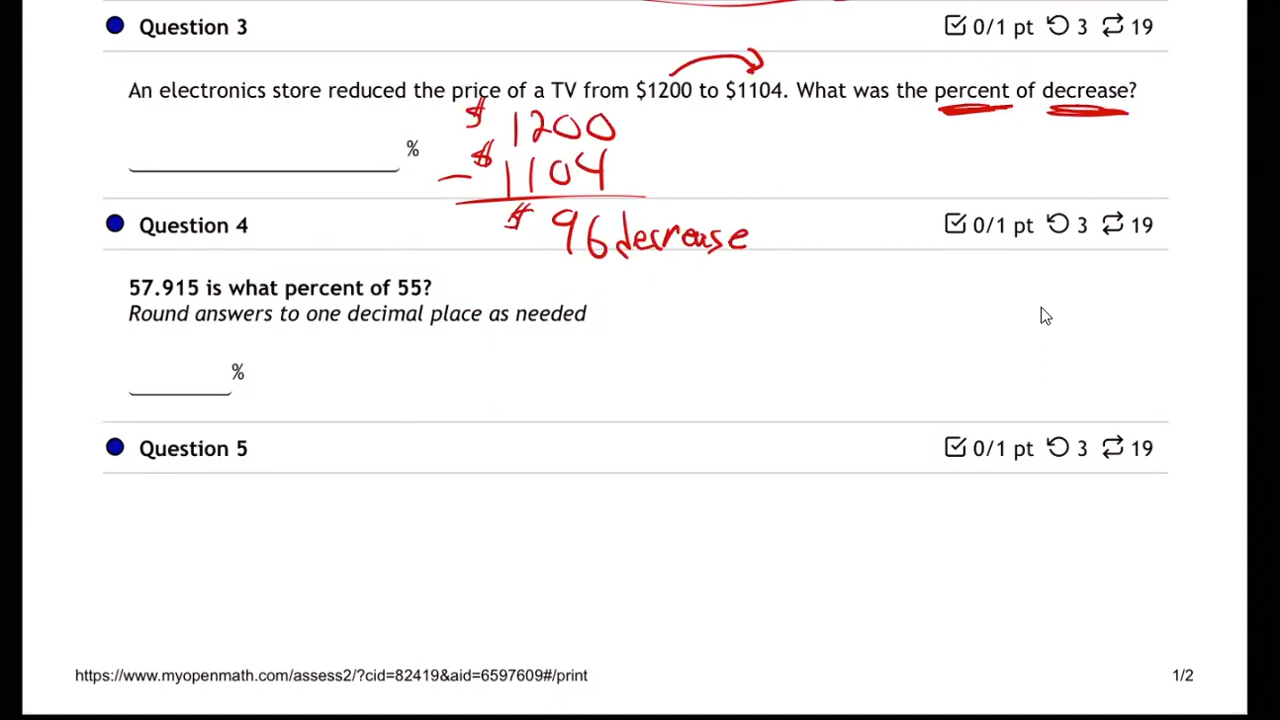 Question 3 0/1 pt 3 19
An electronics store reduced the price of a TV from $1200 to $1104. What was the percent of decrease?
$ 1200
%
- $ 1104
$ 96 decrease
Question 4 0/1 pt 3 19
57.915 is what percent of 55?
Round answers to one decimal place as needed
%
Question 5 0/1 pt 3 19
https://www.myopenmath.com/assess2/?cid=82419&aid=6597609#/print 1/2